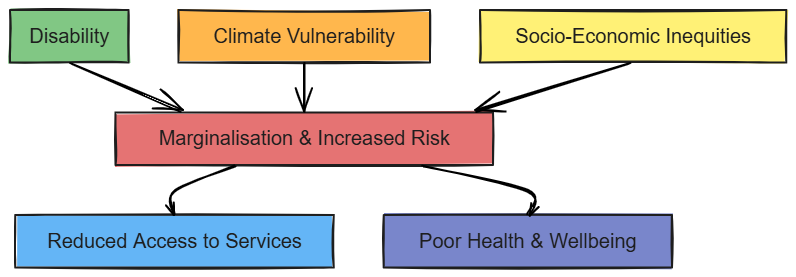 Disability
Climate Vulnerability
Socio-Economic Inequities
Marginalisation & Increased Risk
Reduced Access to Services
Poor Health & Wellbeing